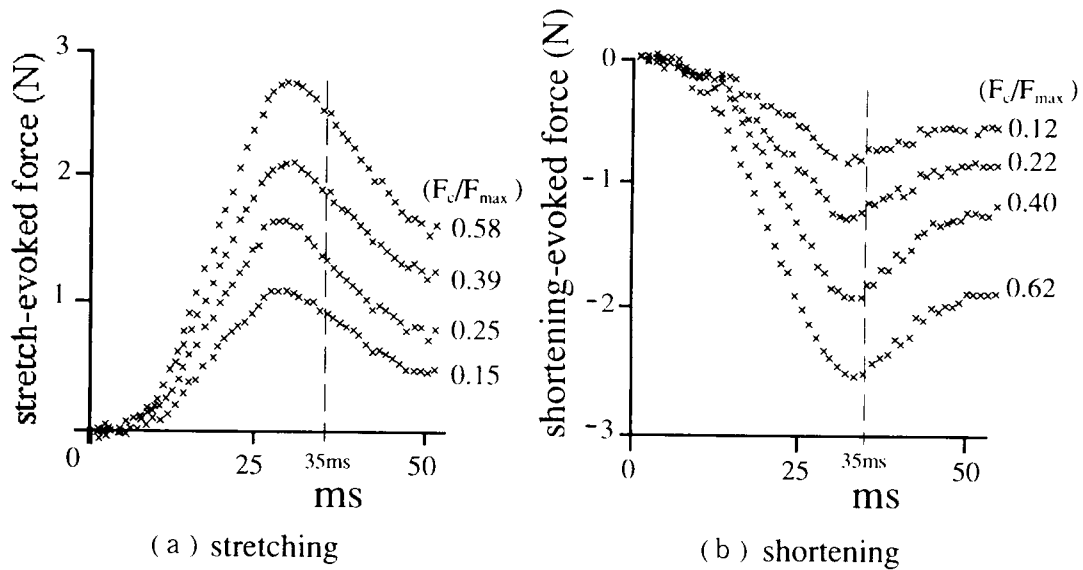 stretch-evoked force (N)
3
2
1
0
25
35ms
50
ms
(Fc/Fmax)
0.58
0.39
0.25
0.15
(a) stretching
shortening-evoked force (N)
0
-1
-2
-3
0
25
35ms
50
ms
(Fc/Fmax)
0.12
0.22
0.40
0.62
(b) shortening